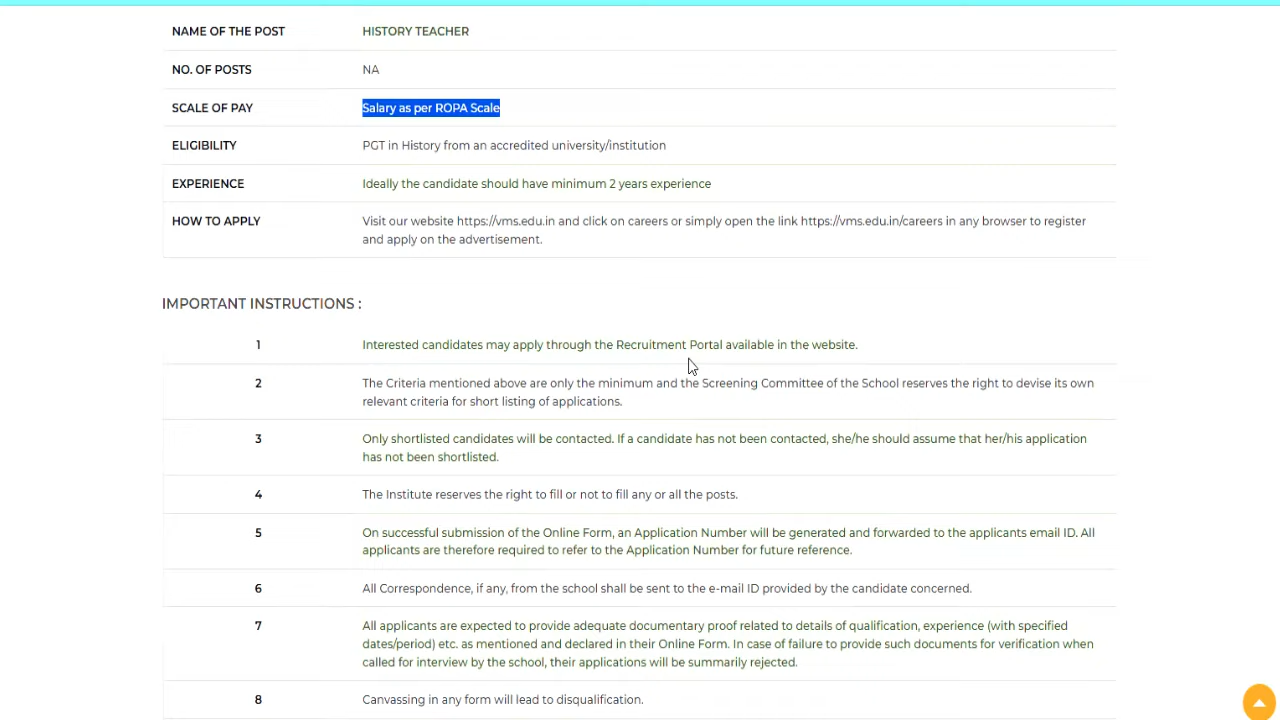 NAME OF THE POST HISTORY TEACHER
NO. OF POSTS NA
SCALE OF PAY Salary as per ROPA Scale
ELIGIBILITY PGT in History from an accredited university/institution
EXPERIENCE Ideally the candidate should have minimum 2 years experience
HOW TO APPLY Visit our website https://vms.edu.in and click on careers or simply open the link https://vms.edu.in/careers in any browser to register
and apply on the advertisement.
IMPORTANT INSTRUCTIONS :
1 Interested candidates may apply through the Recruitment Portal available in the website.
2 The Criteria mentioned above are only the minimum and the Screening Committee of the School reserves the right to devise its own
relevant criteria for short listing of applications.
3 Only shortlisted candidates will be contacted. If a candidate has not been contacted, she/he should assume that her/his application
has not been shortlisted.
4 The Institute reserves the right to fill or not to fill any or all the posts.
5 On successful submission of the Online Form, an Application Number will be generated and forwarded to the applicants email ID. All
applicants are therefore required to refer to the Application Number for future reference.
6 All Correspondence, if any, from the school shall be sent to the e-mail ID provided by the candidate concerned.
7 All applicants are expected to provide adequate documentary proof related to details of qualification, experience (with specified
dates/period) etc. as mentioned and declared in their Online Form. In case of failure to provide such documents for verification when
called for interview by the school, their applications will be summarily rejected.
8 Canvassing in any form will lead to disqualification.